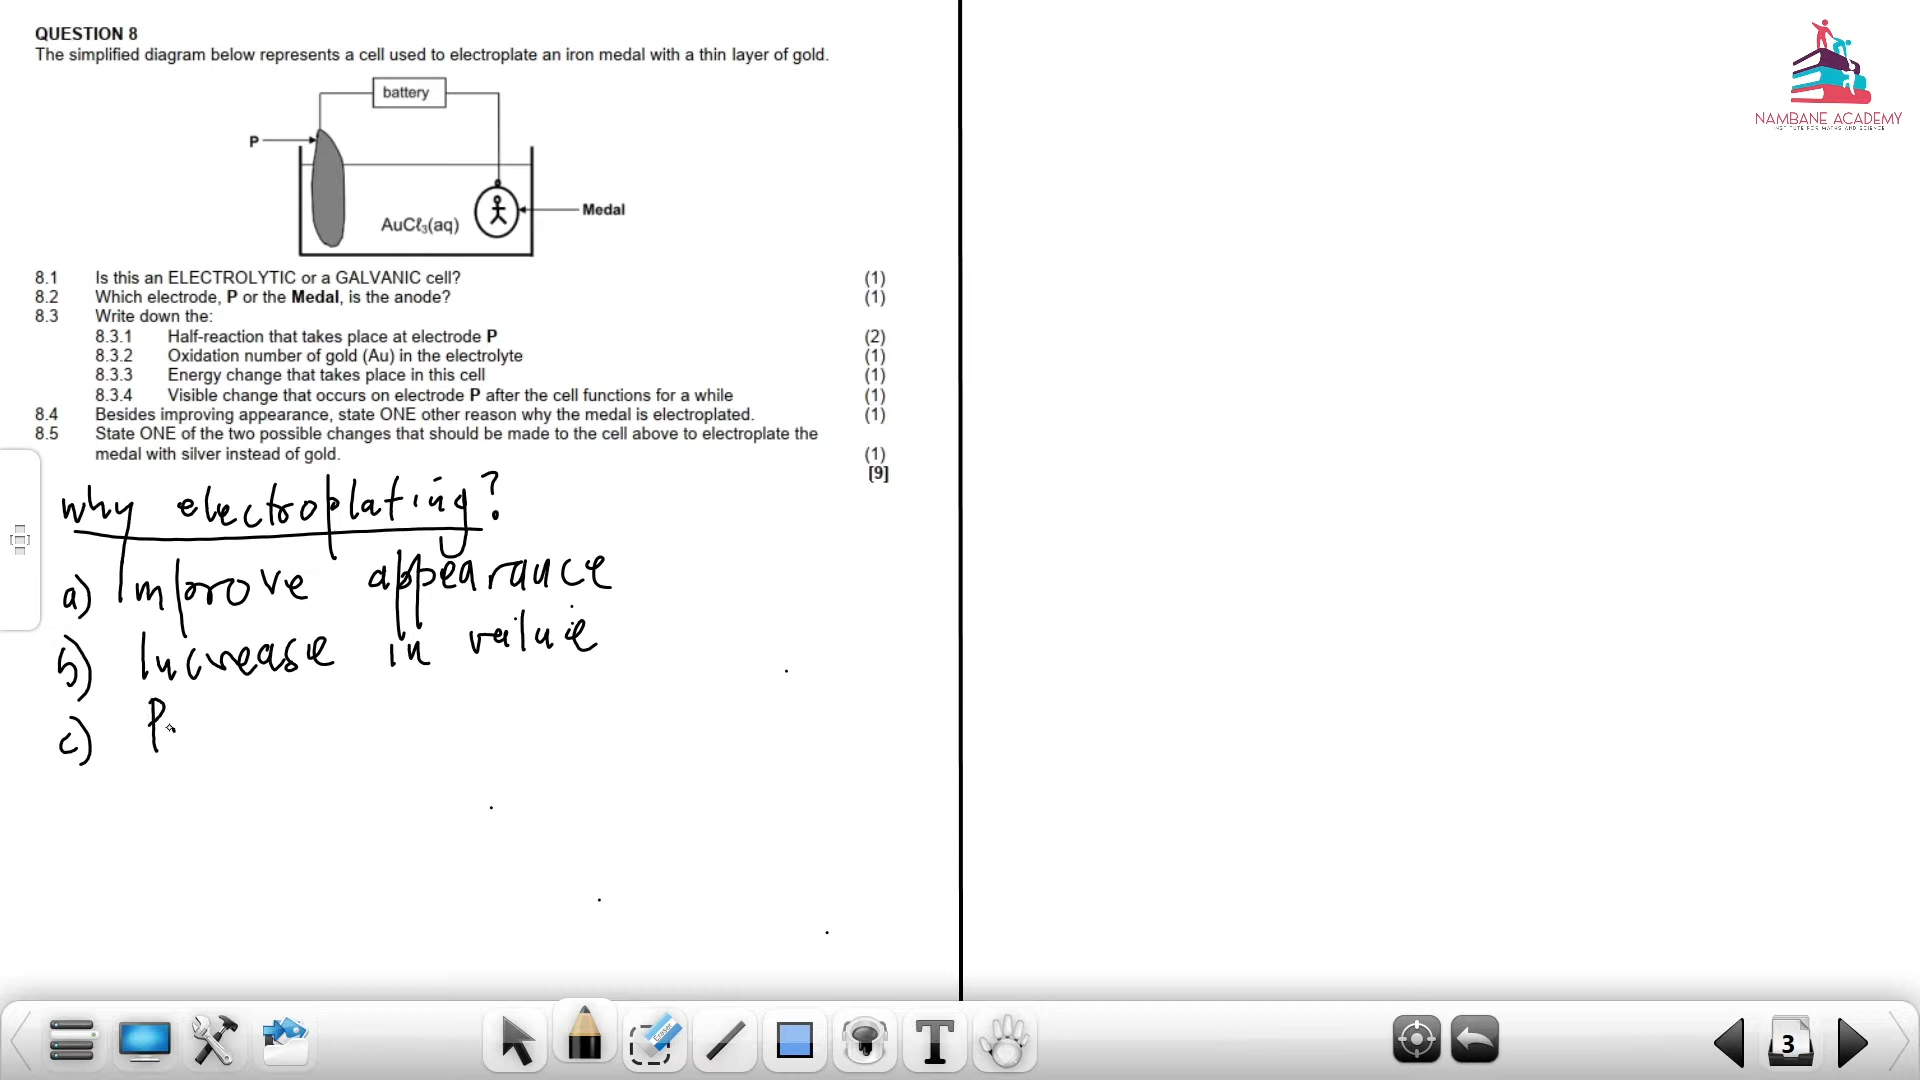 QUESTION 8
The simplified diagram below represents a cell used to electroplate an iron medal with a thin layer of gold.
battery
P
Medal
AuCℓ₃(aq)
8.1 Is this an ELECTROLYTIC or a GALVANIC cell? (1)
8.2 Which electrode, P or the Medal, is the anode? (1)
8.3 Write down the:
8.3.1 Half-reaction that takes place at electrode P (2)
8.3.2 Oxidation number of gold (Au) in the electrolyte (1)
8.3.3 Energy change that takes place in this cell (1)
8.3.4 Visible change that occurs on electrode P after the cell functions for a while (1)
8.4 Besides improving appearance, state ONE other reason why the medal is electroplated. (1)
8.5 State ONE of the two possible changes that should be made to the cell above to electroplate the
medal with silver instead of gold. (1)
[9]
why electroplating?
a) Improve appearance
b) Increase in value
c) P
NAMBANE ACADEMY
INSTITUTE FOR MATHS AND SCIENCE
Eraser
T
3